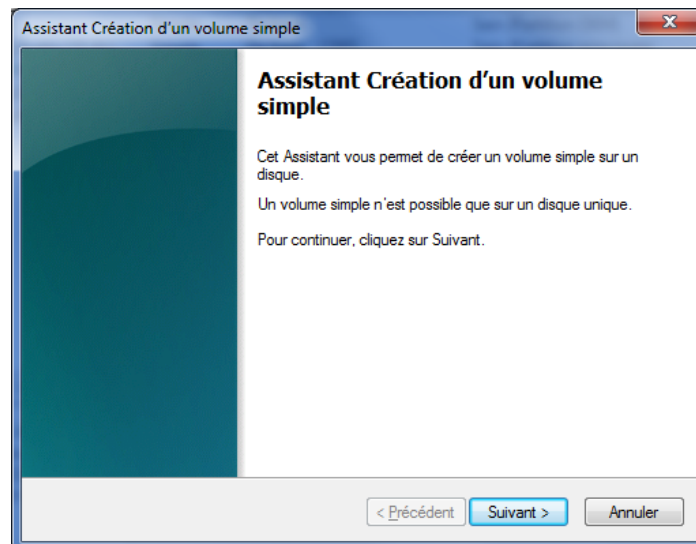 Assistant Création d'un volume simple
Assistant Création d'un volume
simple
Cet Assistant vous permet de créer un volume simple sur un
disque.
Un volume simple n'est possible que sur un disque unique.
Pour continuer, cliquez sur Suivant.
< Précédent
Suivant >
Annuler